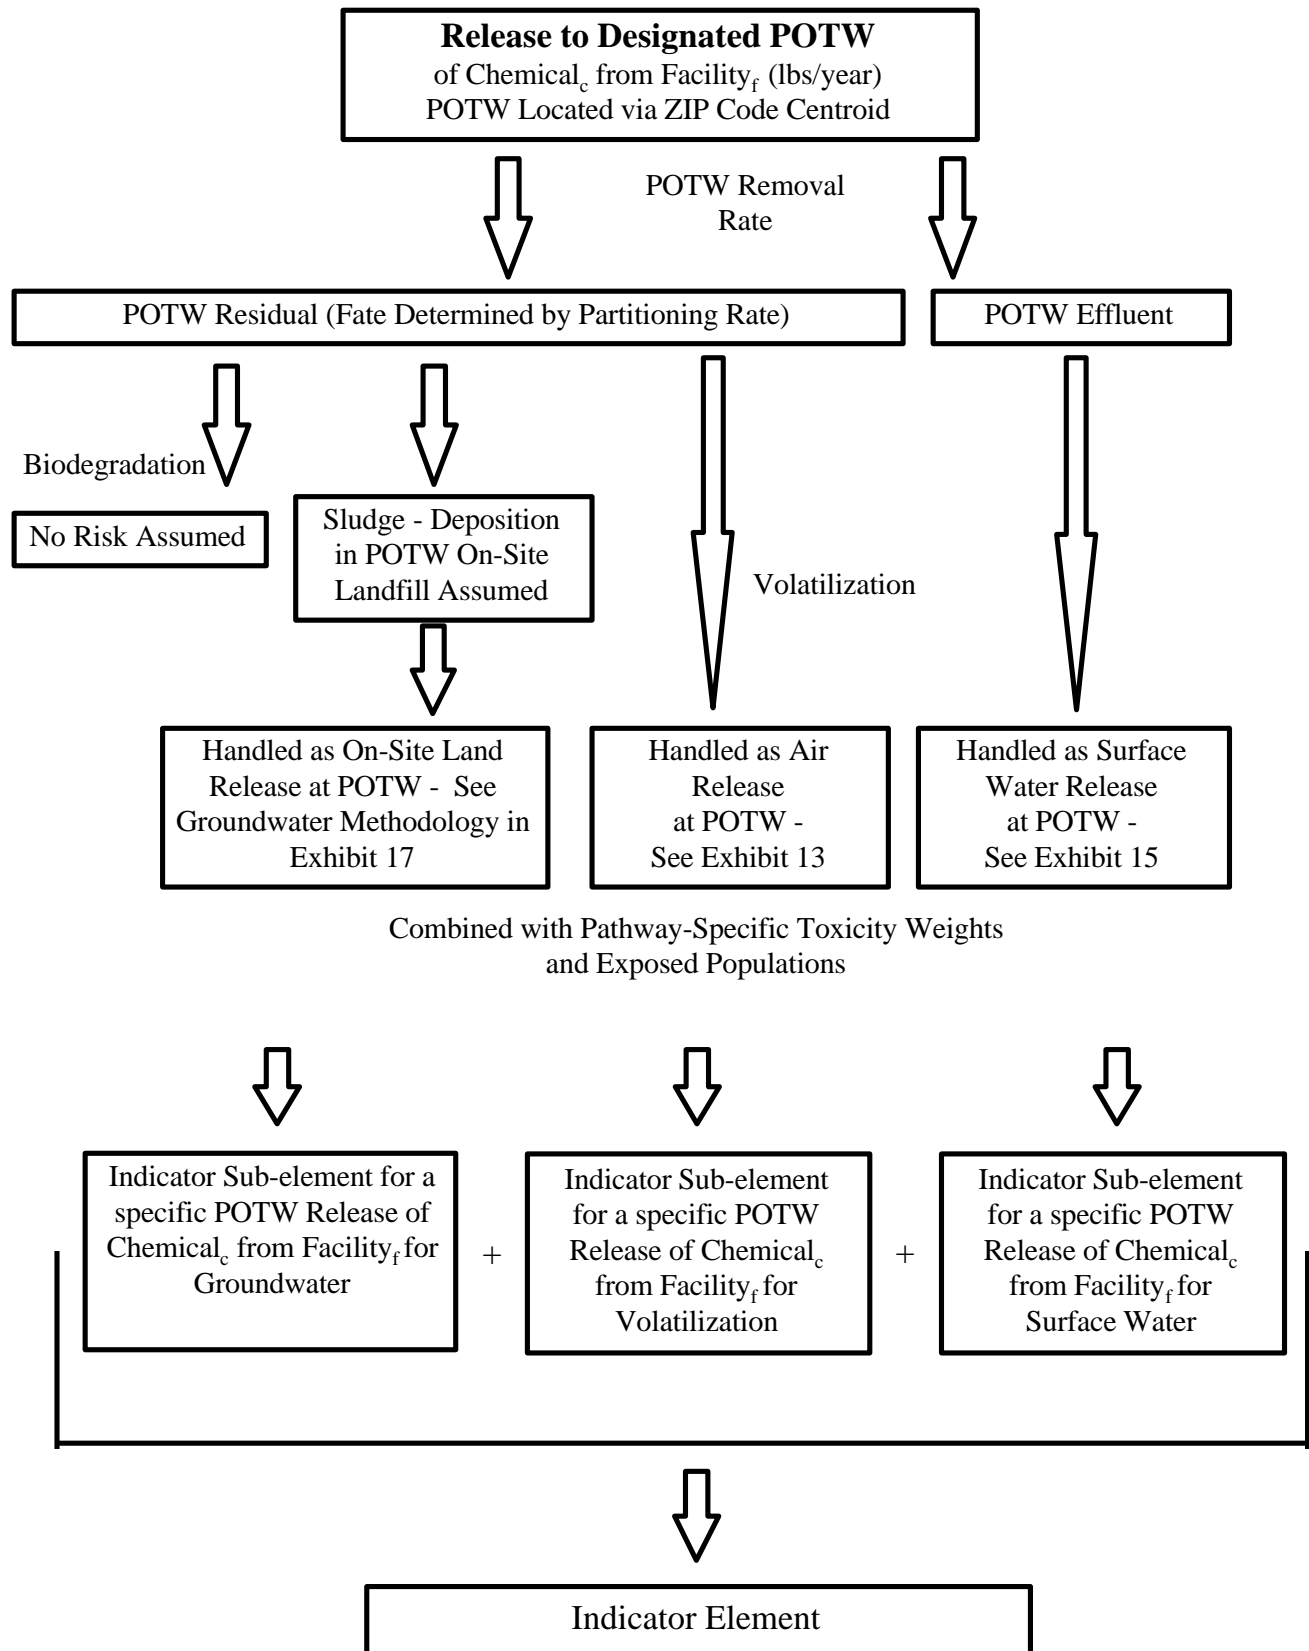 Release to Designated POTW
of Chemicalc from Facilityf (lbs/year)
POTW Located via ZIP Code Centroid
POTW Removal
Rate
POTW Residual (Fate Determined by Partitioning Rate)
POTW Effluent
Biodegradation
No Risk Assumed
Sludge - Deposition
in POTW On-Site
Landfill Assumed
Volatilization
Handled as On-Site Land
Release at POTW - See
Groundwater Methodology in
Exhibit 17
Handled as Air
Release
at POTW -
See Exhibit 13
Handled as Surface
Water Release
at POTW -
See Exhibit 15
Combined with Pathway-Specific Toxicity Weights
and Exposed Populations
Indicator Sub-element for a
specific POTW Release of
Chemicalc from Facilityf for
Groundwater
+
Indicator Sub-element
for a specific POTW
Release of Chemicalc
from Facilityf for
Volatilization
+
Indicator Sub-element
for a specific POTW
Release of Chemicalc
from Facilityf for
Surface Water
Indicator Element